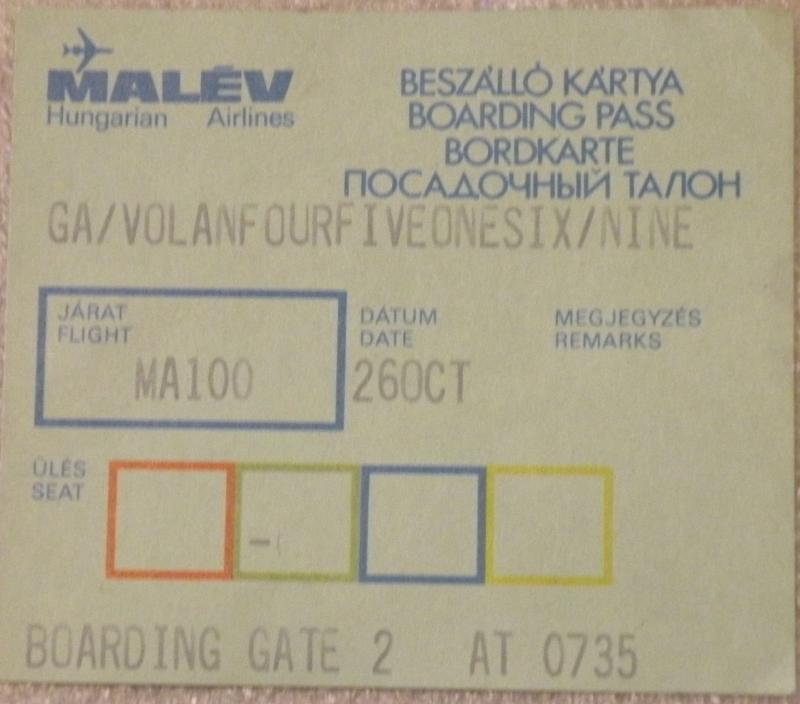 MALÉV
Hungarian Airlines
BESZÁLLÓ KÁRTYA
BOARDING PASS
BORDKARTE
ПОСАДОЧНЫЙ ТАЛОН
GA/VOLANFOURFIVEONESIX/NINE
JÁRAT
FLIGHT
MA100
DÁTUM
DATE
26OCT
MEGJEGYZÉS
REMARKS
ÜLÉS
SEAT
-
BOARDING GATE 2 AT 0735